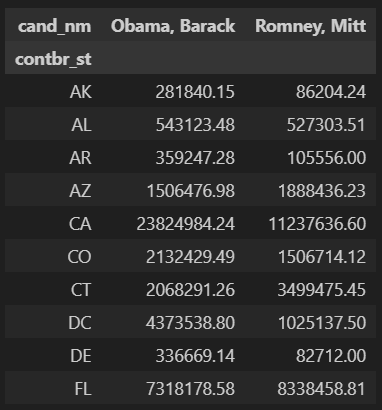 cand_nm Obama, Barack Romney, Mitt
contbr_st
AK 281840.15 86204.24
AL 543123.48 527303.51
AR 359247.28 105556.00
AZ 1506476.98 1888436.23
CA 23824984.24 11237636.60
CO 2132429.49 1506714.12
CT 2068291.26 3499475.45
DC 4373538.80 1025137.50
DE 336669.14 82712.00
FL 7318178.58 8338458.81